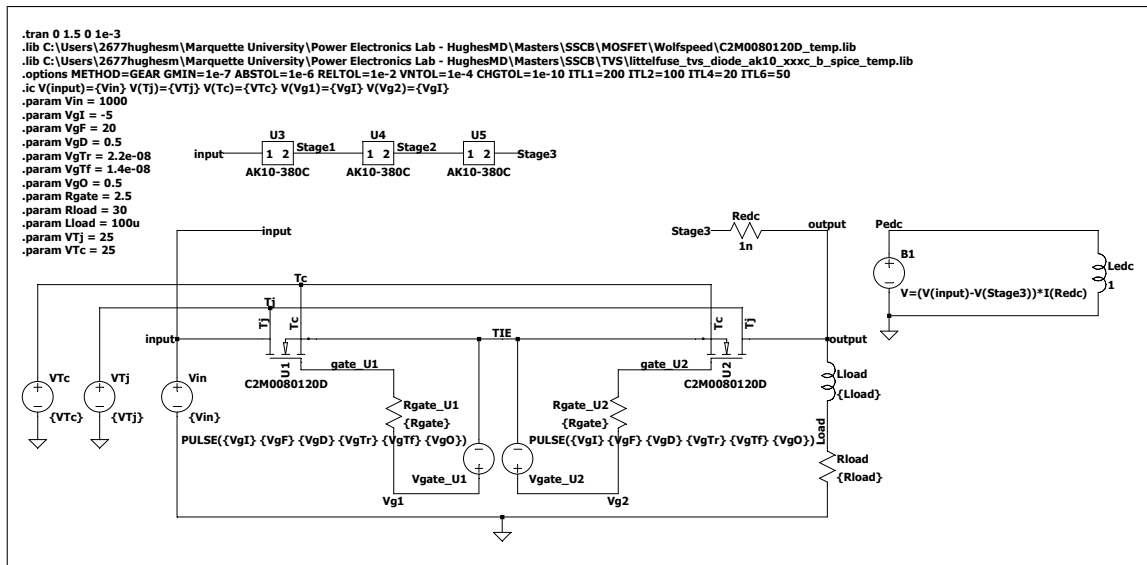 .tran 0 1.5 0 1e-3
.lib C:\Users\2677hughesm\Marquette University\Power Electronics Lab - HughesMD\Masters\SSCB\MOSFET\Wolfspeed\C2M0080120D_temp.lib
.lib C:\Users\2677hughesm\Marquette University\Power Electronics Lab - HughesMD\Masters\SSCB\TVS\littelfuse_tvs_diode_ak10_xxxc_b_spice_temp.lib
.options METHOD=GEAR GMIN=1e-7 ABSTOL=1e-6 RELTOL=1e-2 VNTOL=1e-4 CHGTOL=1e-10 ITL1=200 ITL2=100 ITL4=20 ITL6=50
.ic V(input)={Vin} V(Tj)={VTj} V(Tc)={VTc} V(Vg1)={VgI} V(Vg2)={VgI}
.param Vin = 1000
.param VgI = -5
.param VgF = 20
.param VgD = 0.5
.param VgTr = 2.2e-08
.param VgTf = 1.4e-08
.param VgO = 0.5
.param Rgate = 2.5
.param Rload = 30
.param Lload = 100u
.param VTj = 25
.param VTc = 25
U3 U4 U5
input 1 2 Stage1 1 2 Stage2 1 2 Stage3
AK10-380C AK10-380C AK10-380C
input Stage3 Redc output Pedc
1n
B1 Ledc
V=(V(input)-V(Stage3))*I(Redc) 1
Tc
Tj
Tj Tc Tc Tj
input TIE output
U1 gate_U1 gate_U2 U2
C2M0080120D C2M0080120D
VTc VTj Vin Lload
{VTc} {VTj} {Vin} {Lload}
Rgate_U1 Rgate_U2
{Rgate} {Rgate}
Load
PULSE({VgI} {VgF} {VgD} {VgTr} {VgTf} {VgO}) PULSE({VgI} {VgF} {VgD} {VgTr} {VgTf} {VgO})
Rload
{Rload}
Vgate_U1 Vgate_U2
Vg1 Vg2